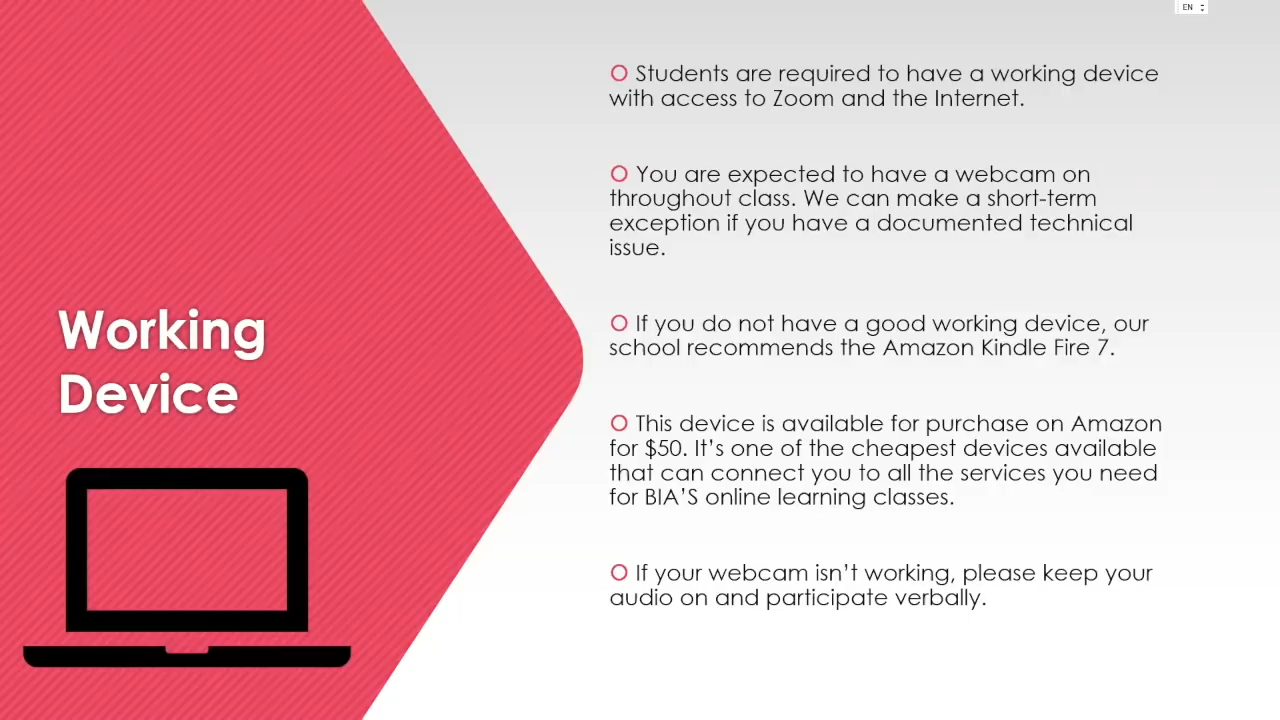 EN
Working
Device
Students are required to have a working device
with access to Zoom and the Internet.
You are expected to have a webcam on
throughout class. We can make a short-term
exception if you have a documented technical
issue.
If you do not have a good working device, our
school recommends the Amazon Kindle Fire 7.
This device is available for purchase on Amazon
for $50. It’s one of the cheapest devices available
that can connect you to all the services you need
for BIA’S online learning classes.
If your webcam isn’t working, please keep your
audio on and participate verbally.